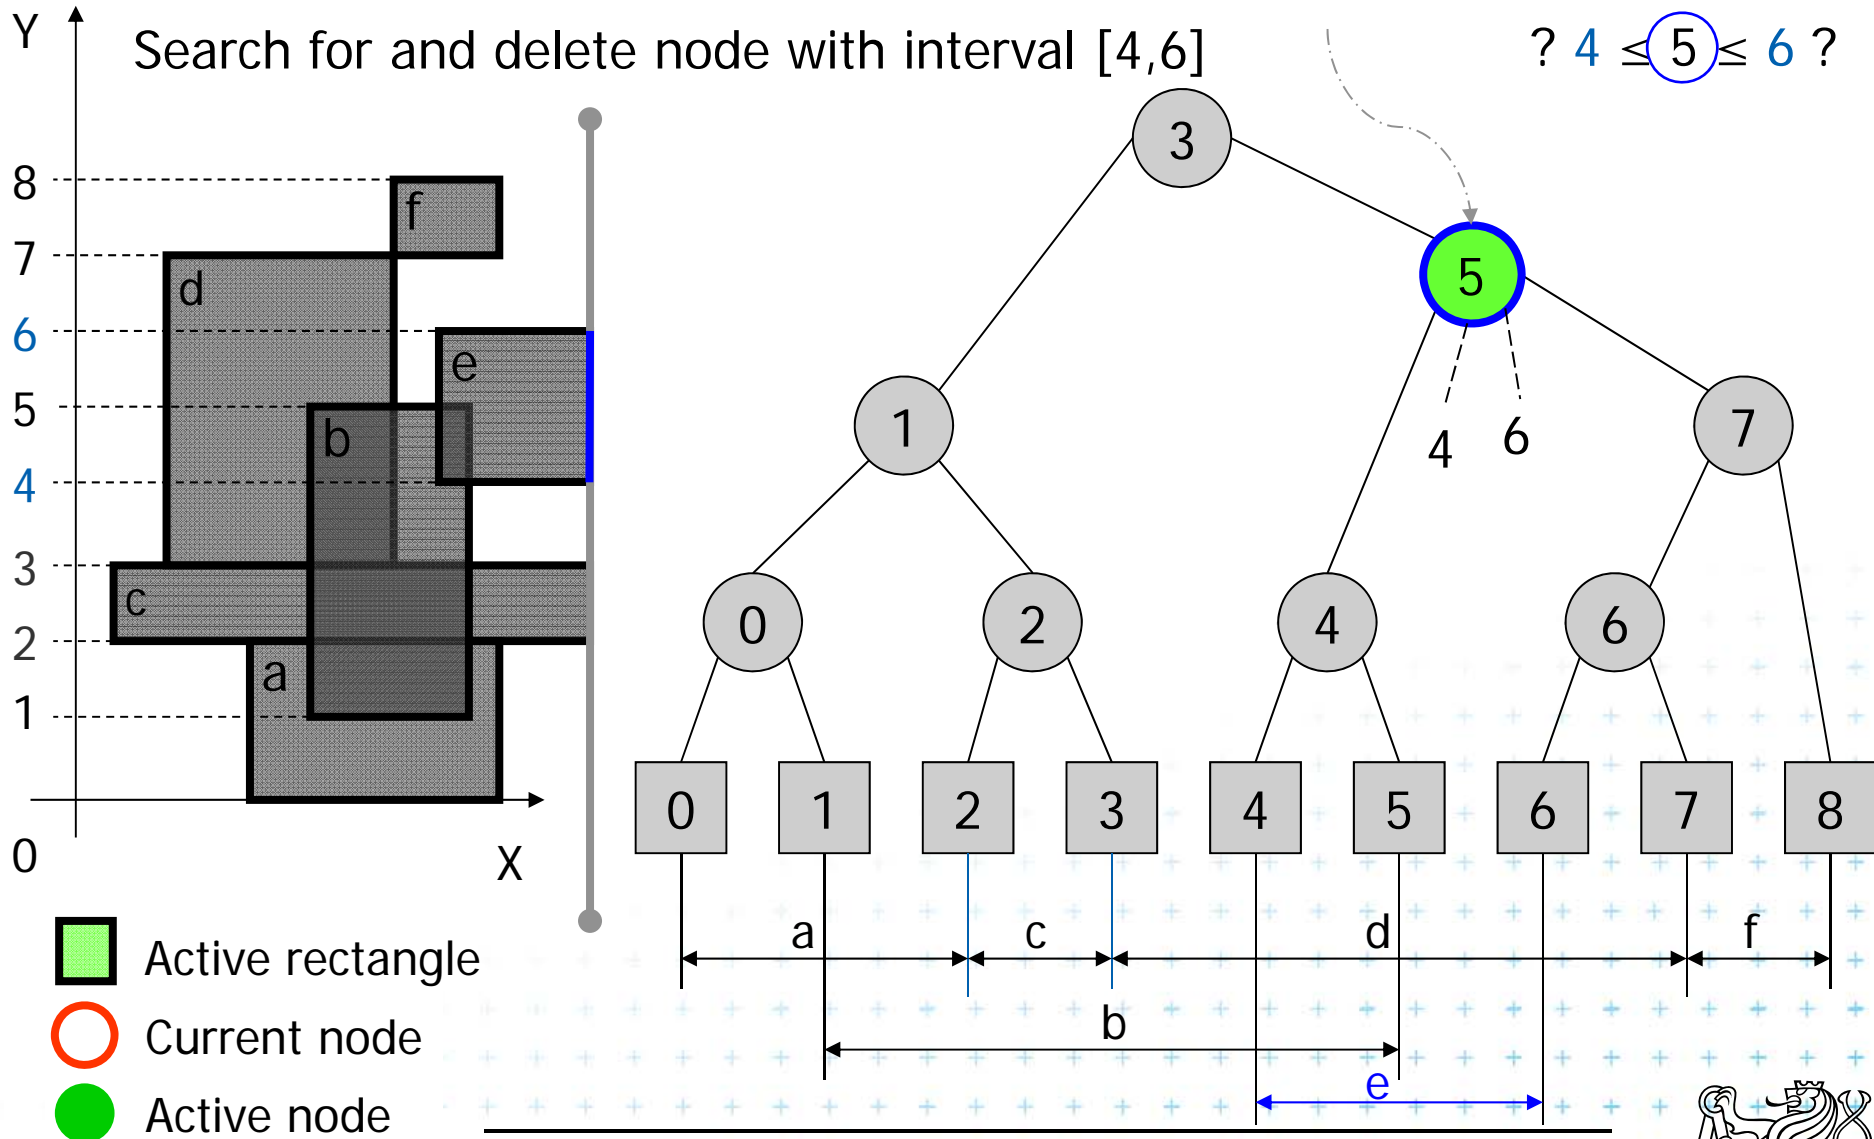 Y
Search for and delete node with interval [4,6]
? 4 ≤ 5 ≤ 6 ?
3
8
f
7
d
5
6
e
5
b
1
4 6
7
4
3
c
0
2
4
6
2
a
1
0
1
2
3
4
5
6
7
8
0
X
a
c
d
f
Active rectangle
b
Current node
e
Active node